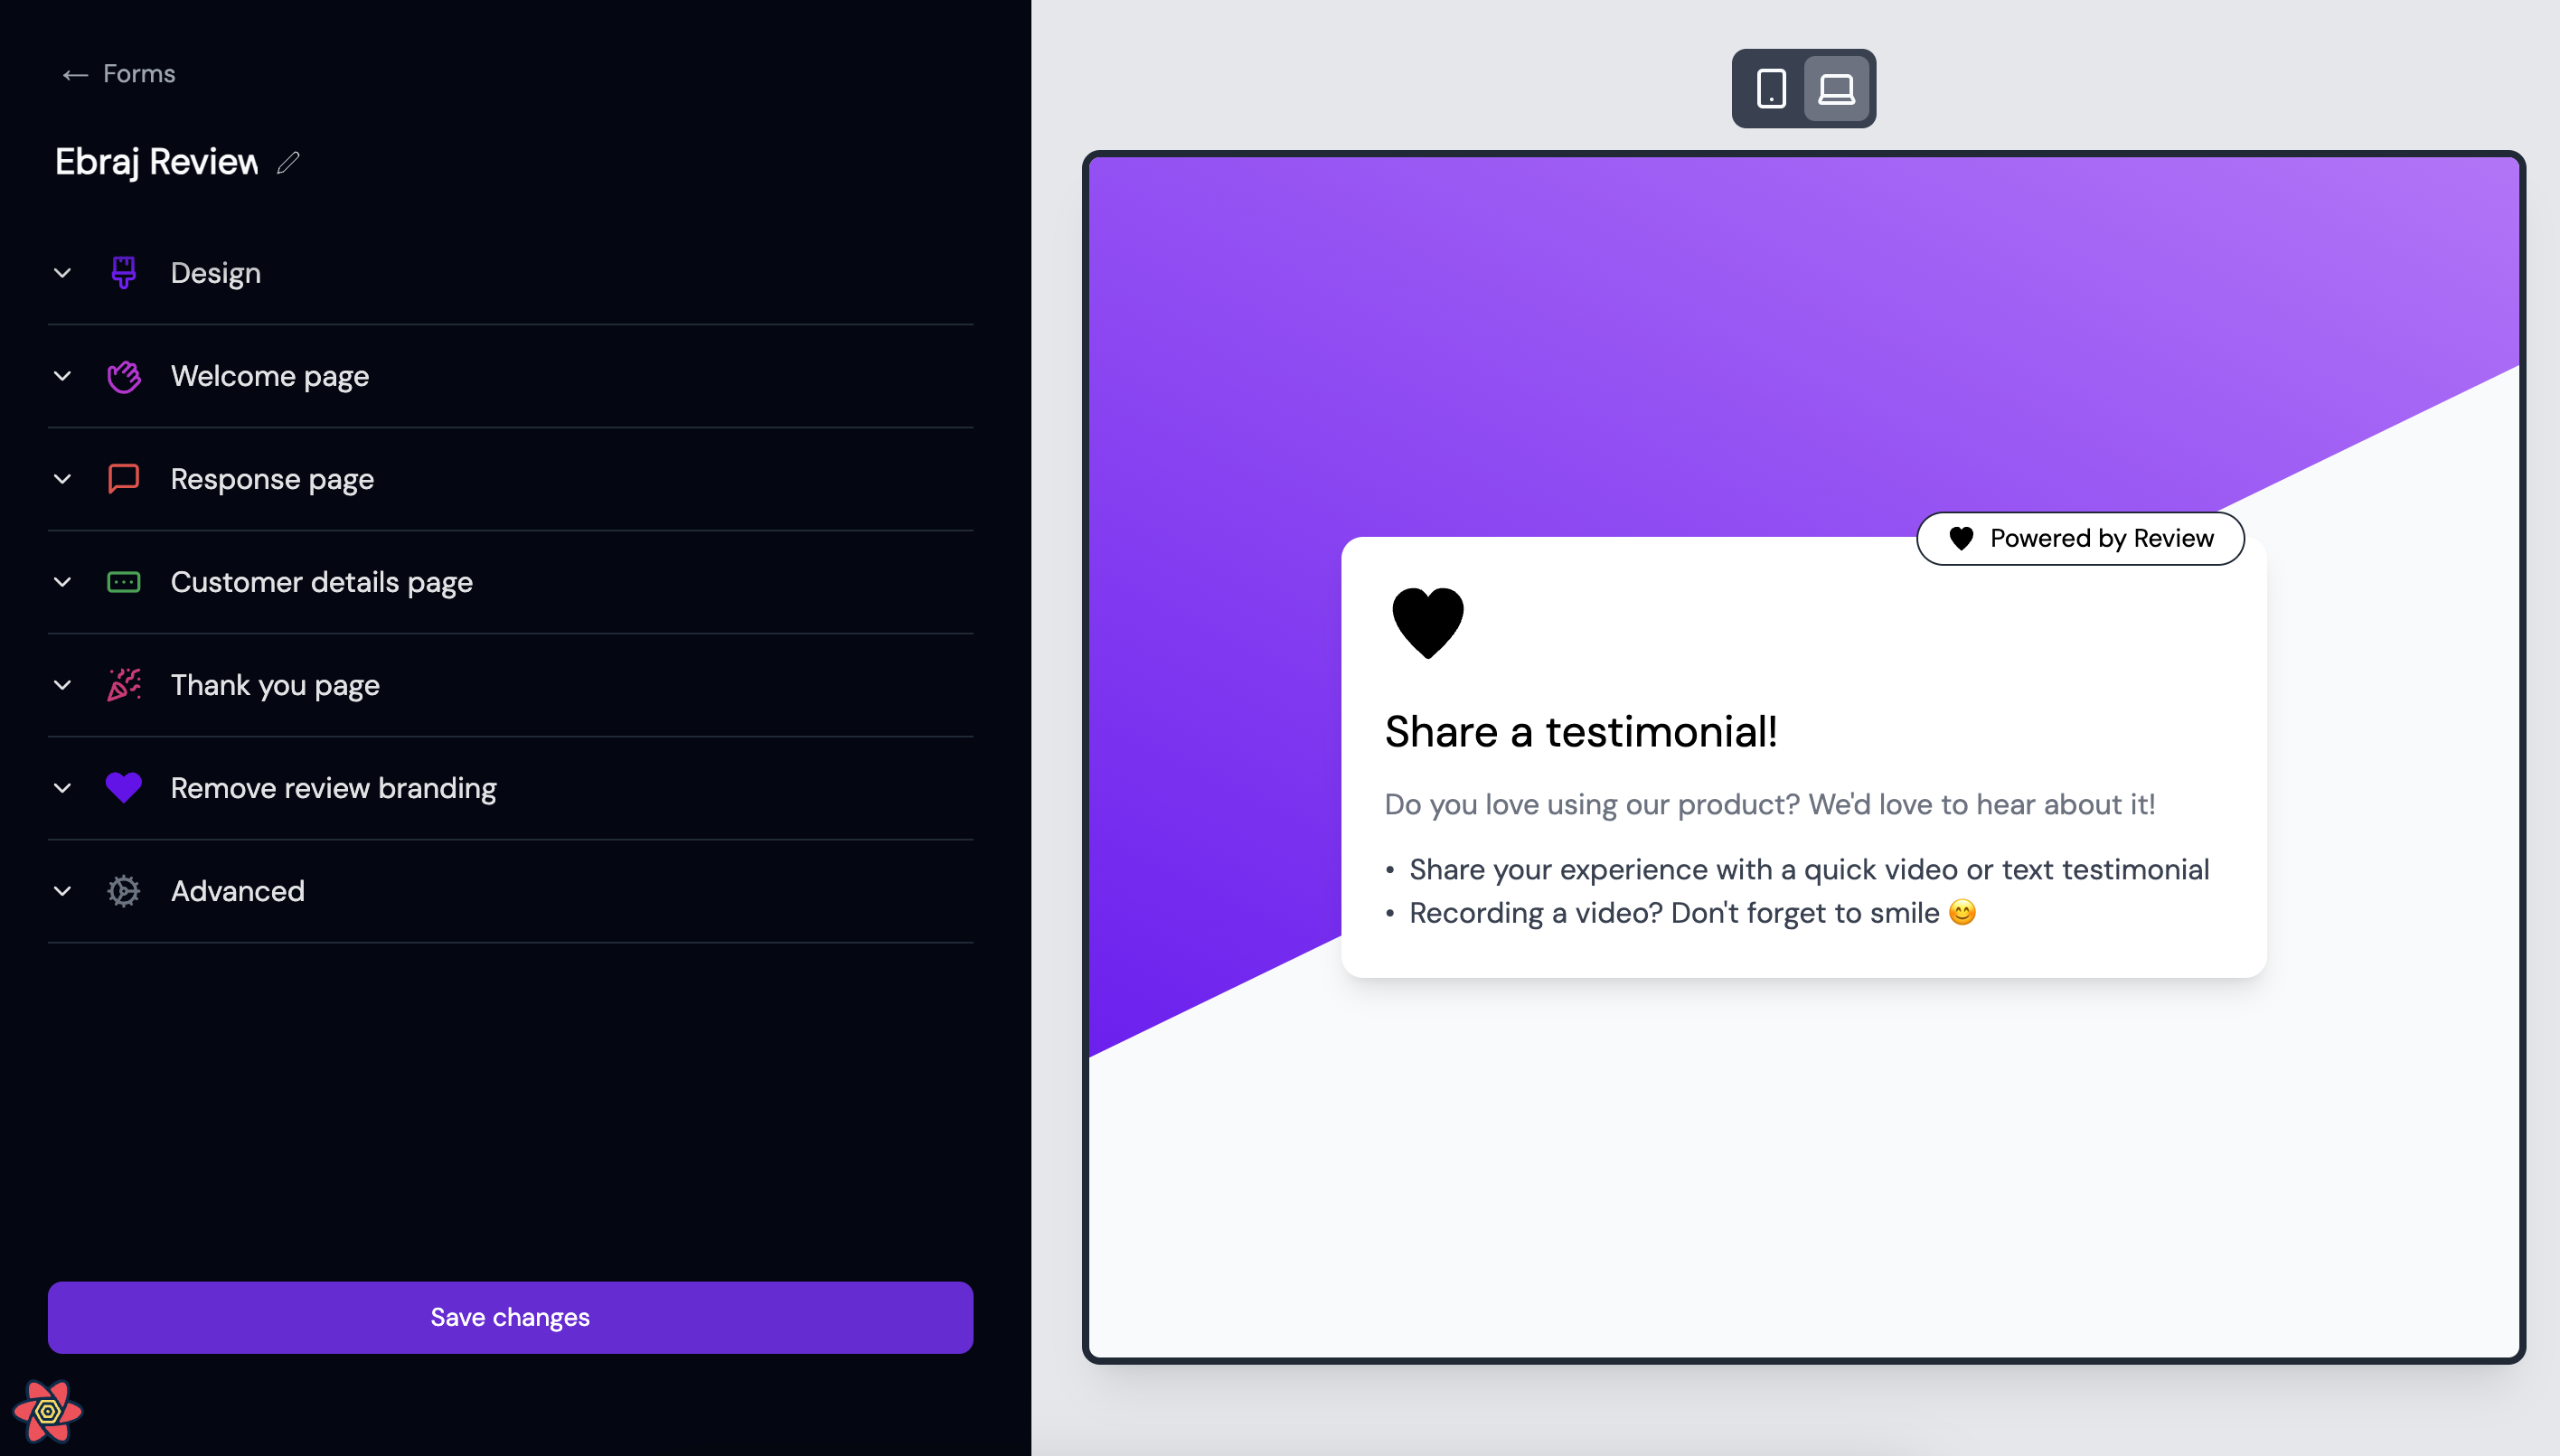 ← Forms
Ebraj Review
Design
Welcome page
Response page
Customer details page
Thank you page
Remove review branding
Advanced
Save changes
Powered by Review
Share a testimonial!
Do you love using our product? We'd love to hear about it!
• Share your experience with a quick video or text testimonial
• Recording a video? Don't forget to smile 😊